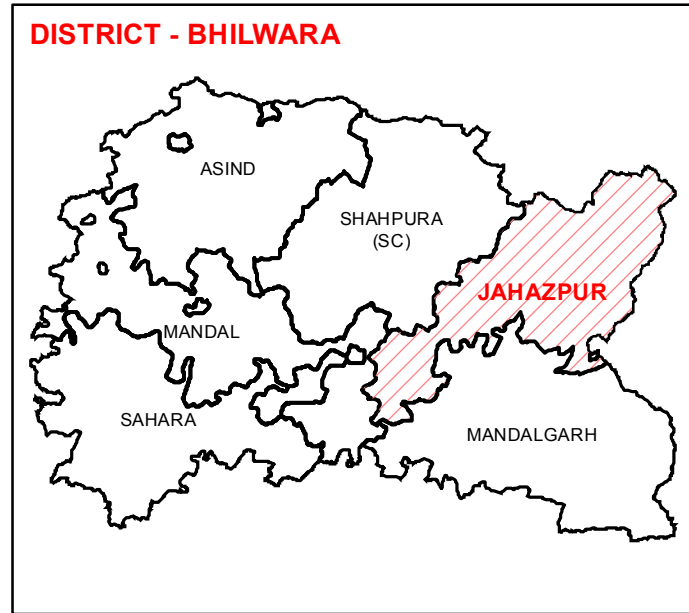 DISTRICT - BHILWARA
ASIND
SHAHPURA
(SC)
JAHAZPUR
MANDAL
SAHARA
MANDALGARH